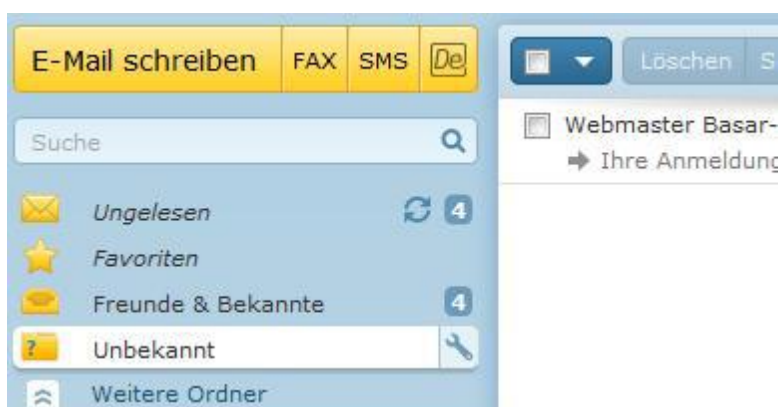 E-Mail schreiben FAX SMS De
Löschen S
Suche
Webmaster Basar-
Ihre Anmeldung
Ungelesen 4
Favoriten
Freunde & Bekannte 4
? Unbekannt
Weitere Ordner